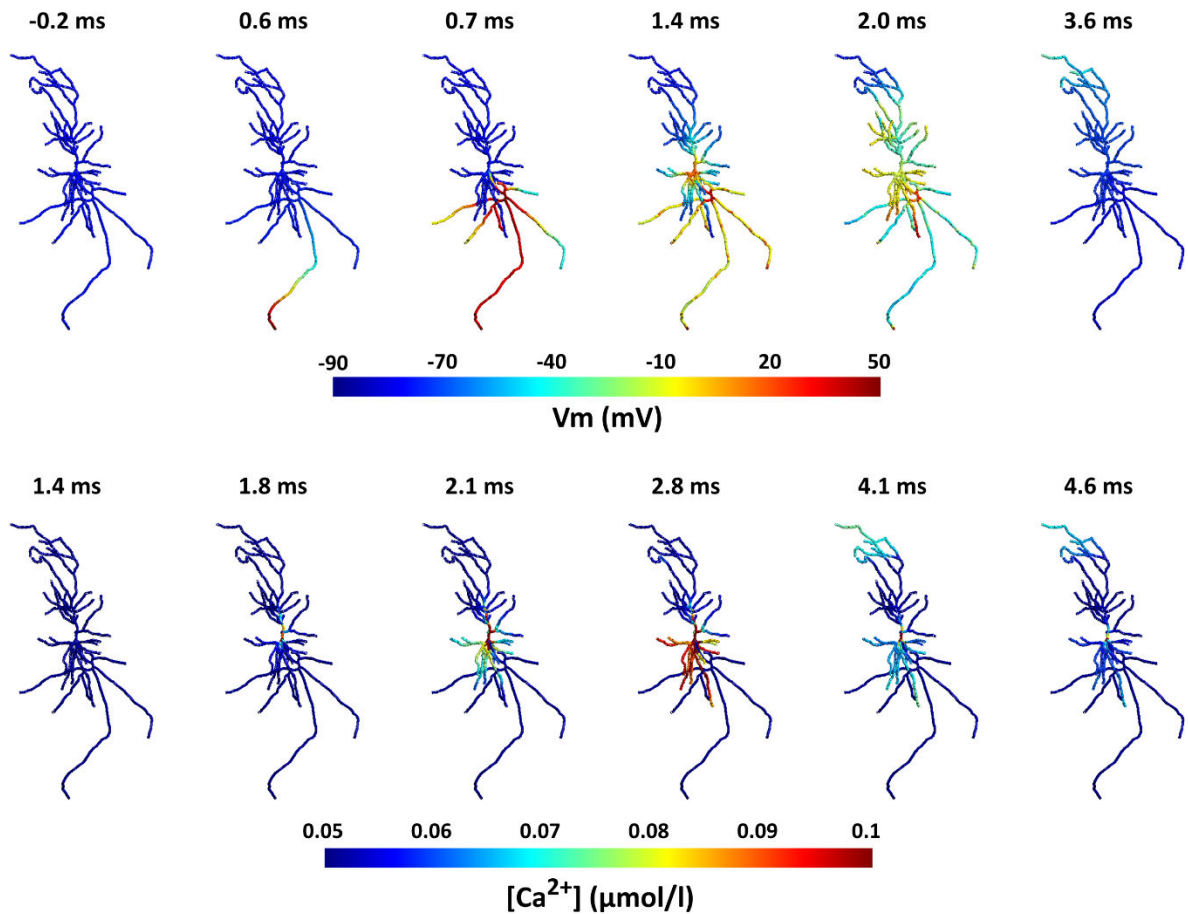 -0.2 ms 0.6 ms 0.7 ms 1.4 ms 2.0 ms 3.6 ms
-90 -70 -40 -10 20 50
Vm (mV)
1.4 ms 1.8 ms 2.1 ms 2.8 ms 4.1 ms 4.6 ms
0.05 0.06 0.07 0.08 0.09 0.1
[Ca²⁺] (μmol/l)